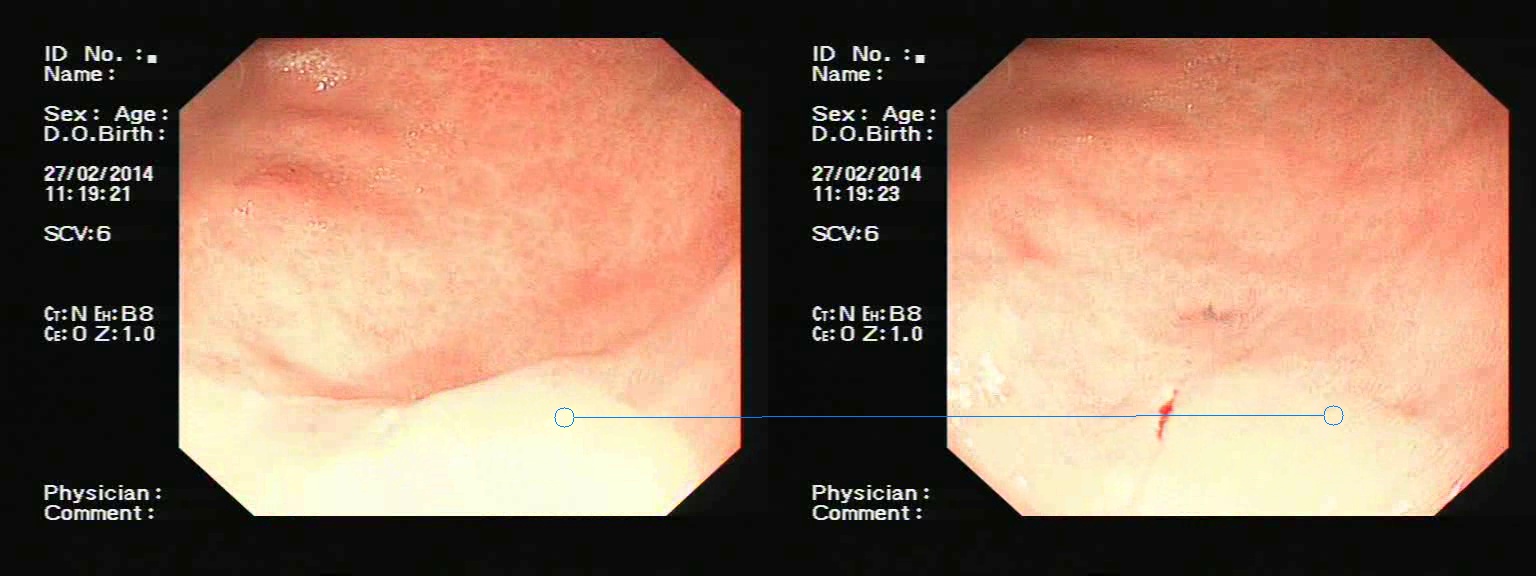 ID No. :
Name:
Sex: Age:
D.O.Birth:
27/02/2014
11:19:21
SCV:6
CT:N EH:B8
CE:0 Z:1.0
Physician:
Comment:
ID No. :
Name:
Sex: Age:
D.O.Birth:
27/02/2014
11:19:23
SCV:6
CT:N EH:B8
CE:0 Z:1.0
Physician:
Comment: